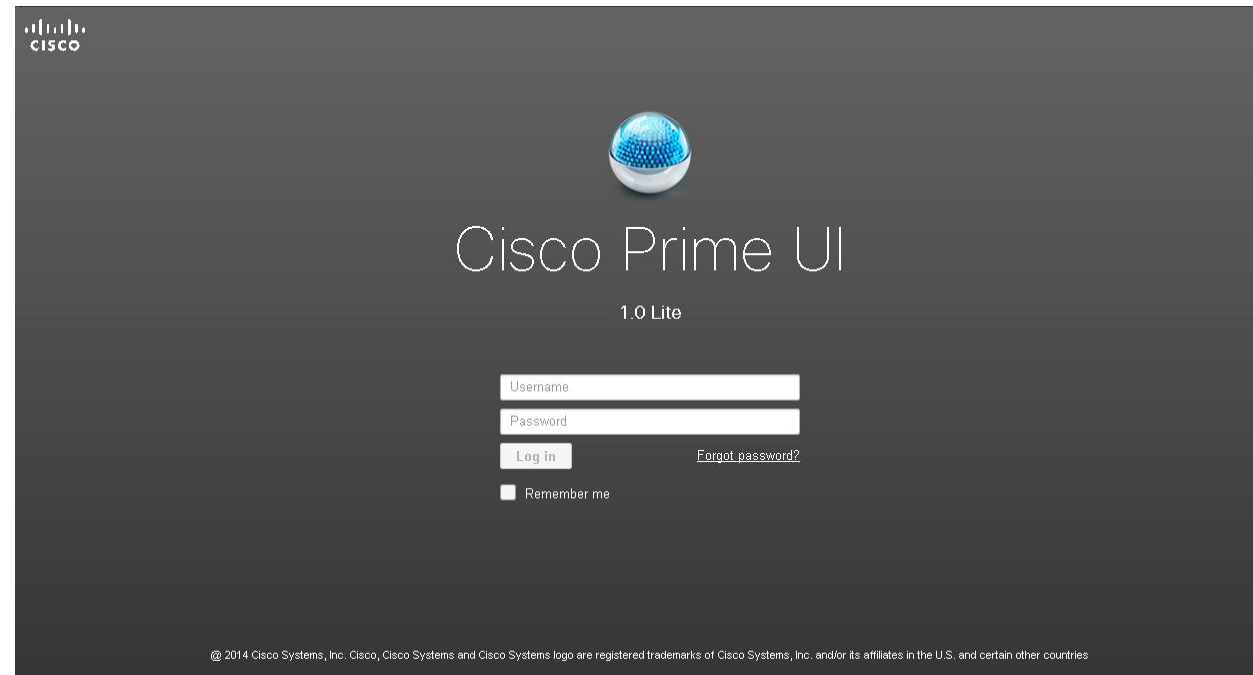 CISCO
Cisco Prime UI
1.0 Lite
Username
Password
Log in
Forgot password?
Remember me
@ 2014 Cisco Systems, Inc. Cisco, Cisco Systems and Cisco Systems logo are registered trademarks of Cisco Systems, Inc. and/or its affiliates in the U.S. and certain other countries